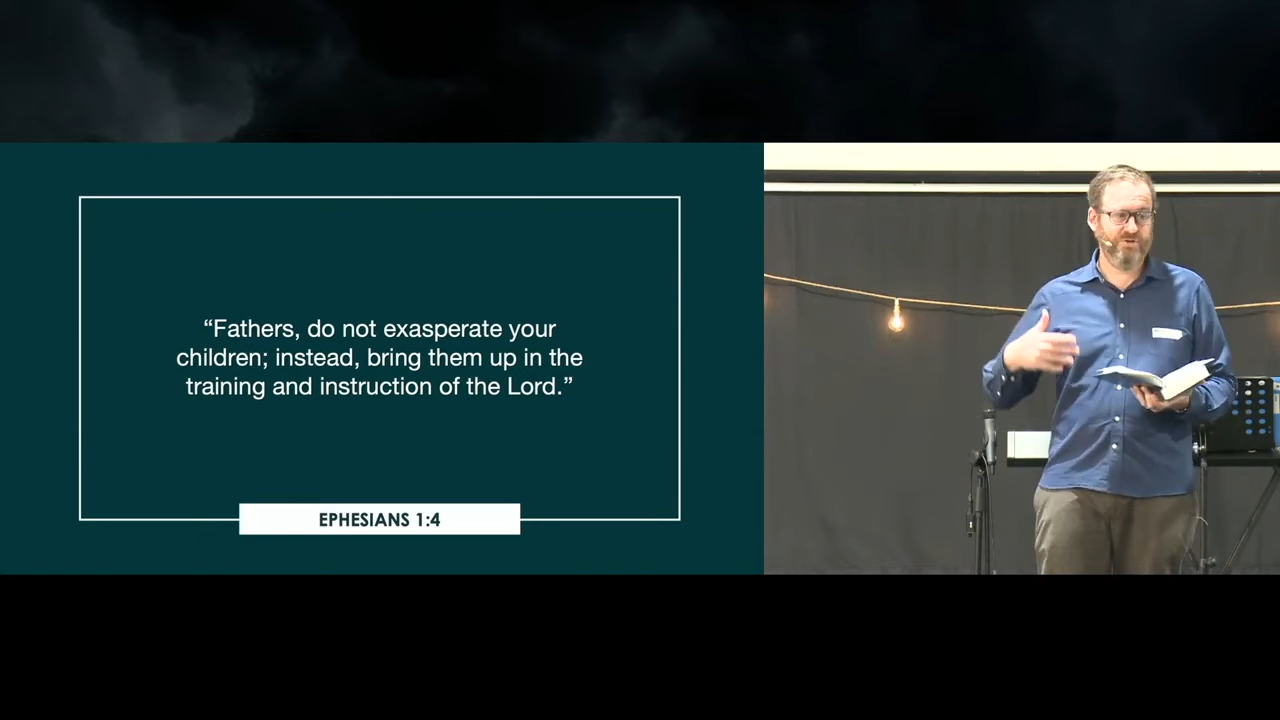 “Fathers, do not exasperate your
children; instead, bring them up in the
training and instruction of the Lord.”
EPHESIANS 1:4